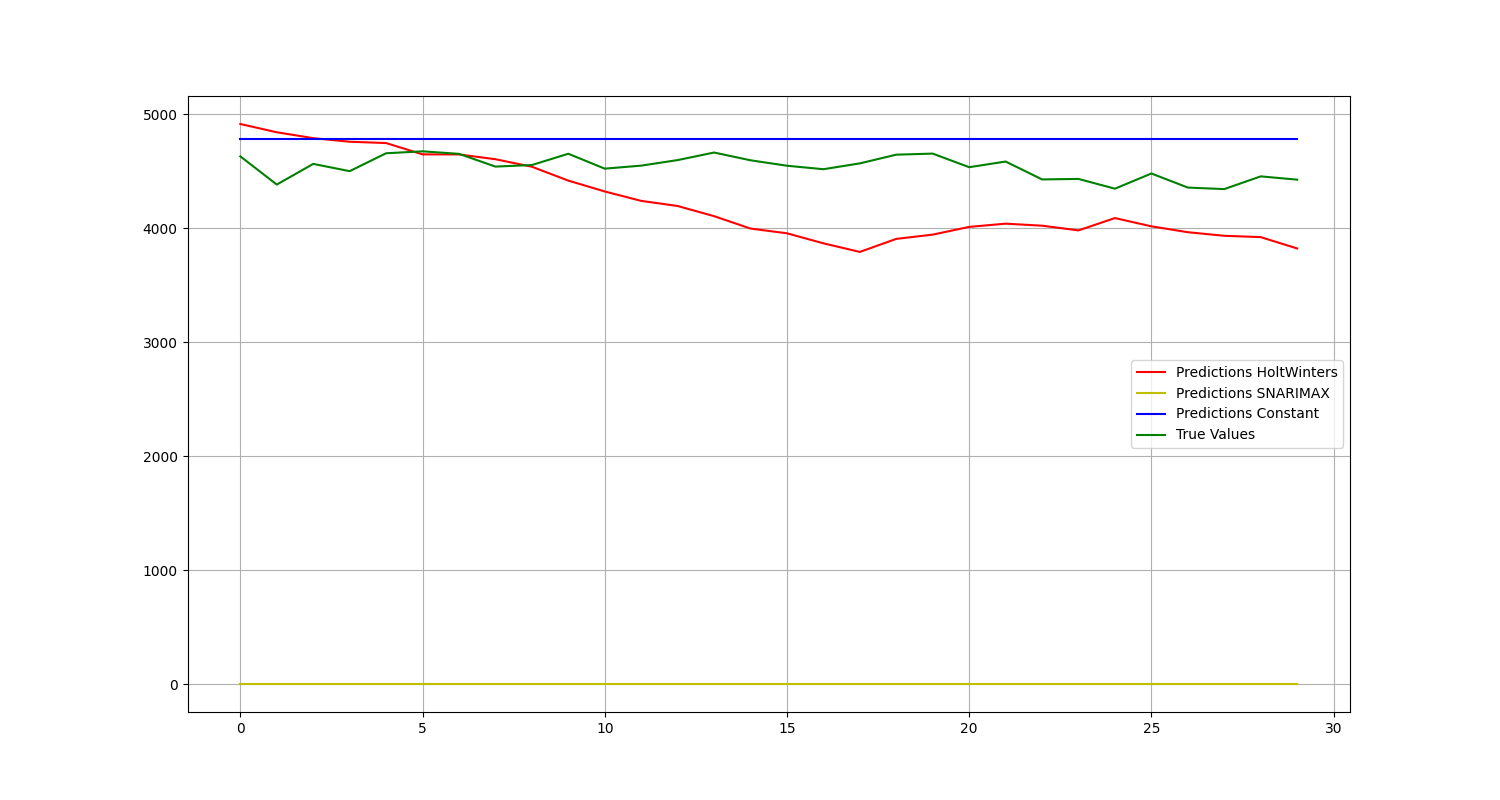 5000
4000
3000
2000
1000
0
0 5 10 15 20 25 30
Predictions HoltWinters
Predictions SNARIMAX
Predictions Constant
True Values